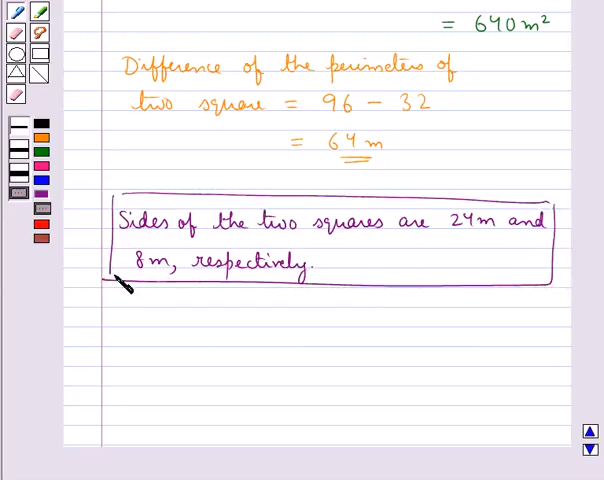 = 640 m²
Difference of the perimeters of
two square = 96 - 32
= 64 m
Sides of the two squares are 24m and
8m, respectively.